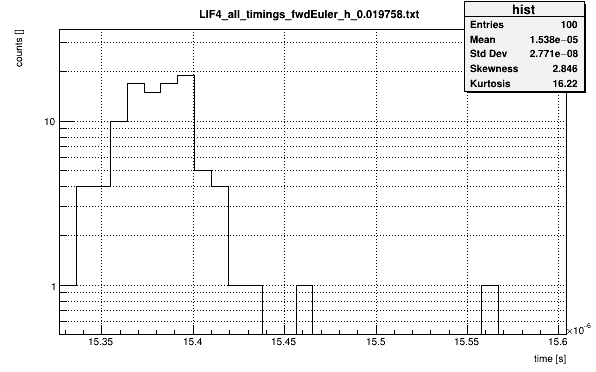 LIF4_all_timings_fwdEuler_h_0.019758.txt
hist
Entries 100
Mean 1.538e−05
Std Dev 2.771e−08
Skewness 2.846
Kurtosis 16.22
counts []
10
1
15.35 15.4 15.45 15.5 15.55 15.6
×10⁻⁶
time [s]